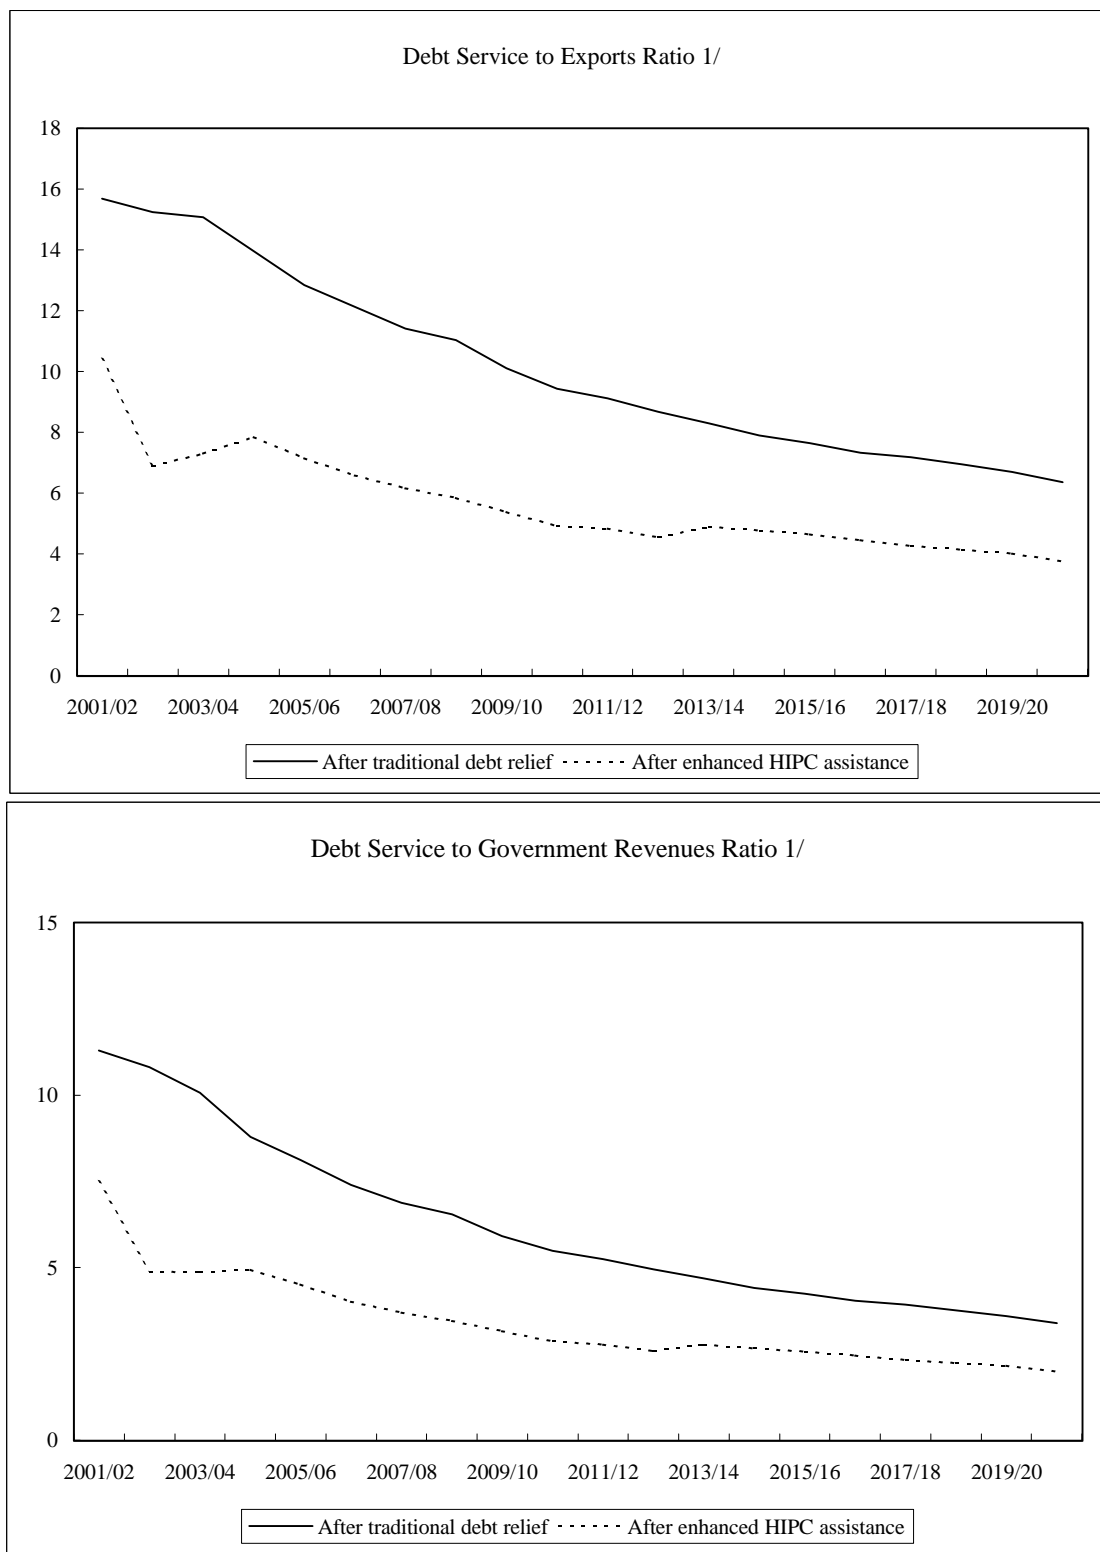 Debt Service to Exports Ratio 1/
18
16
14
12
10
8
6
4
2
0
2001/02 2003/04 2005/06 2007/08 2009/10 2011/12 2013/14 2015/16 2017/18 2019/20
After traditional debt relief After enhanced HIPC assistance
Debt Service to Government Revenues Ratio 1/
15
10
5
0
2001/02 2003/04 2005/06 2007/08 2009/10 2011/12 2013/14 2015/16 2017/18 2019/20
After traditional debt relief After enhanced HIPC assistance